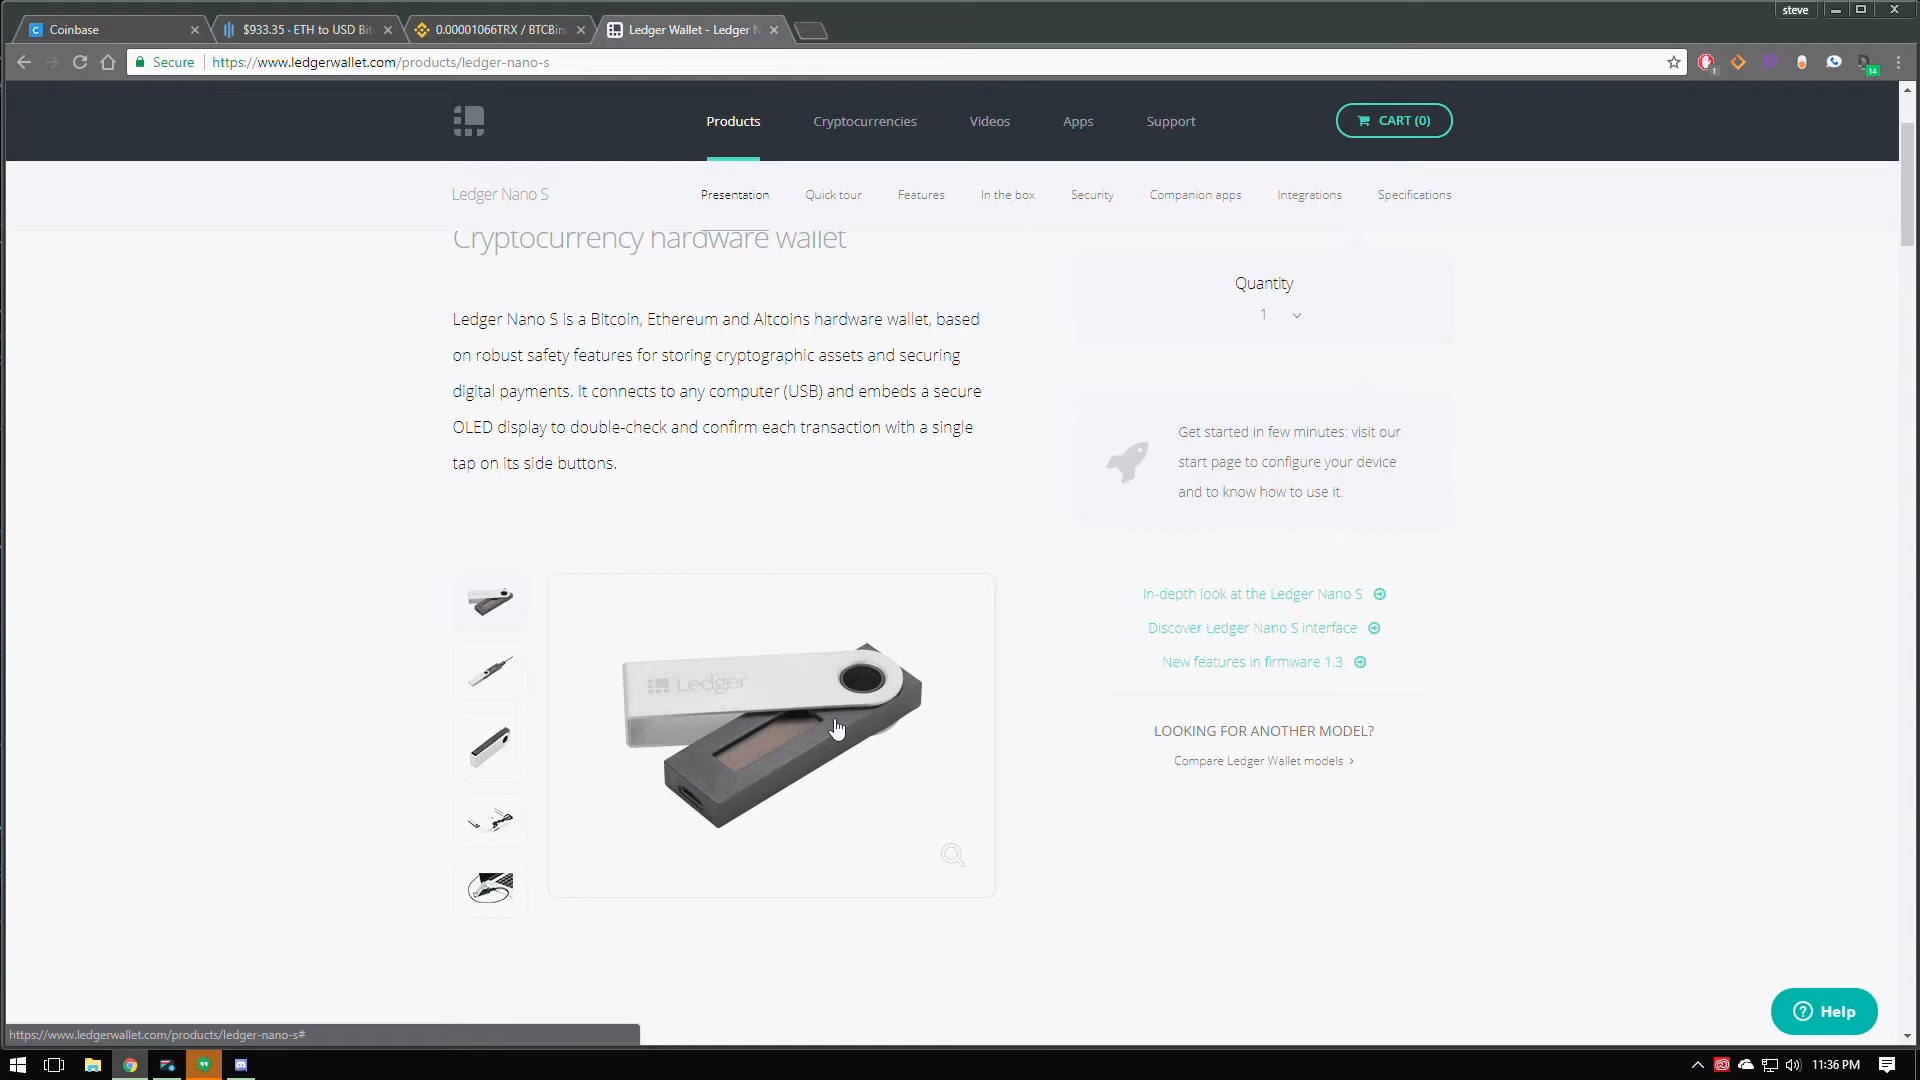 steve
Coinbase
$933.35 · ETH to USD Bit
0.00001066TRX / BTCBin
Ledger Wallet - Ledger N
Secure
https://www.ledgerwallet.com/products/ledger-nano-s
1
14
Products
Cryptocurrencies
Videos
Apps
Support
CART (0)
Ledger Nano S
Presentation
Quick tour
Features
In the box
Security
Companion apps
Integrations
Specifications
Cryptocurrency hardware wallet
Ledger Nano S is a Bitcoin, Ethereum and Altcoins hardware wallet, based
on robust safety features for storing cryptographic assets and securing
digital payments. It connects to any computer (USB) and embeds a secure
OLED display to double-check and confirm each transaction with a single
tap on its side buttons.
Quantity
1
Get started in few minutes: visit our
start page to configure your device
and to know how to use it.
Ledger
In-depth look at the Ledger Nano S
Discover Ledger Nano S interface
New features in firmware 1.3
LOOKING FOR ANOTHER MODEL?
Compare Ledger Wallet models >
Help
https://www.ledgerwallet.com/products/ledger-nano-s#
11:36 PM